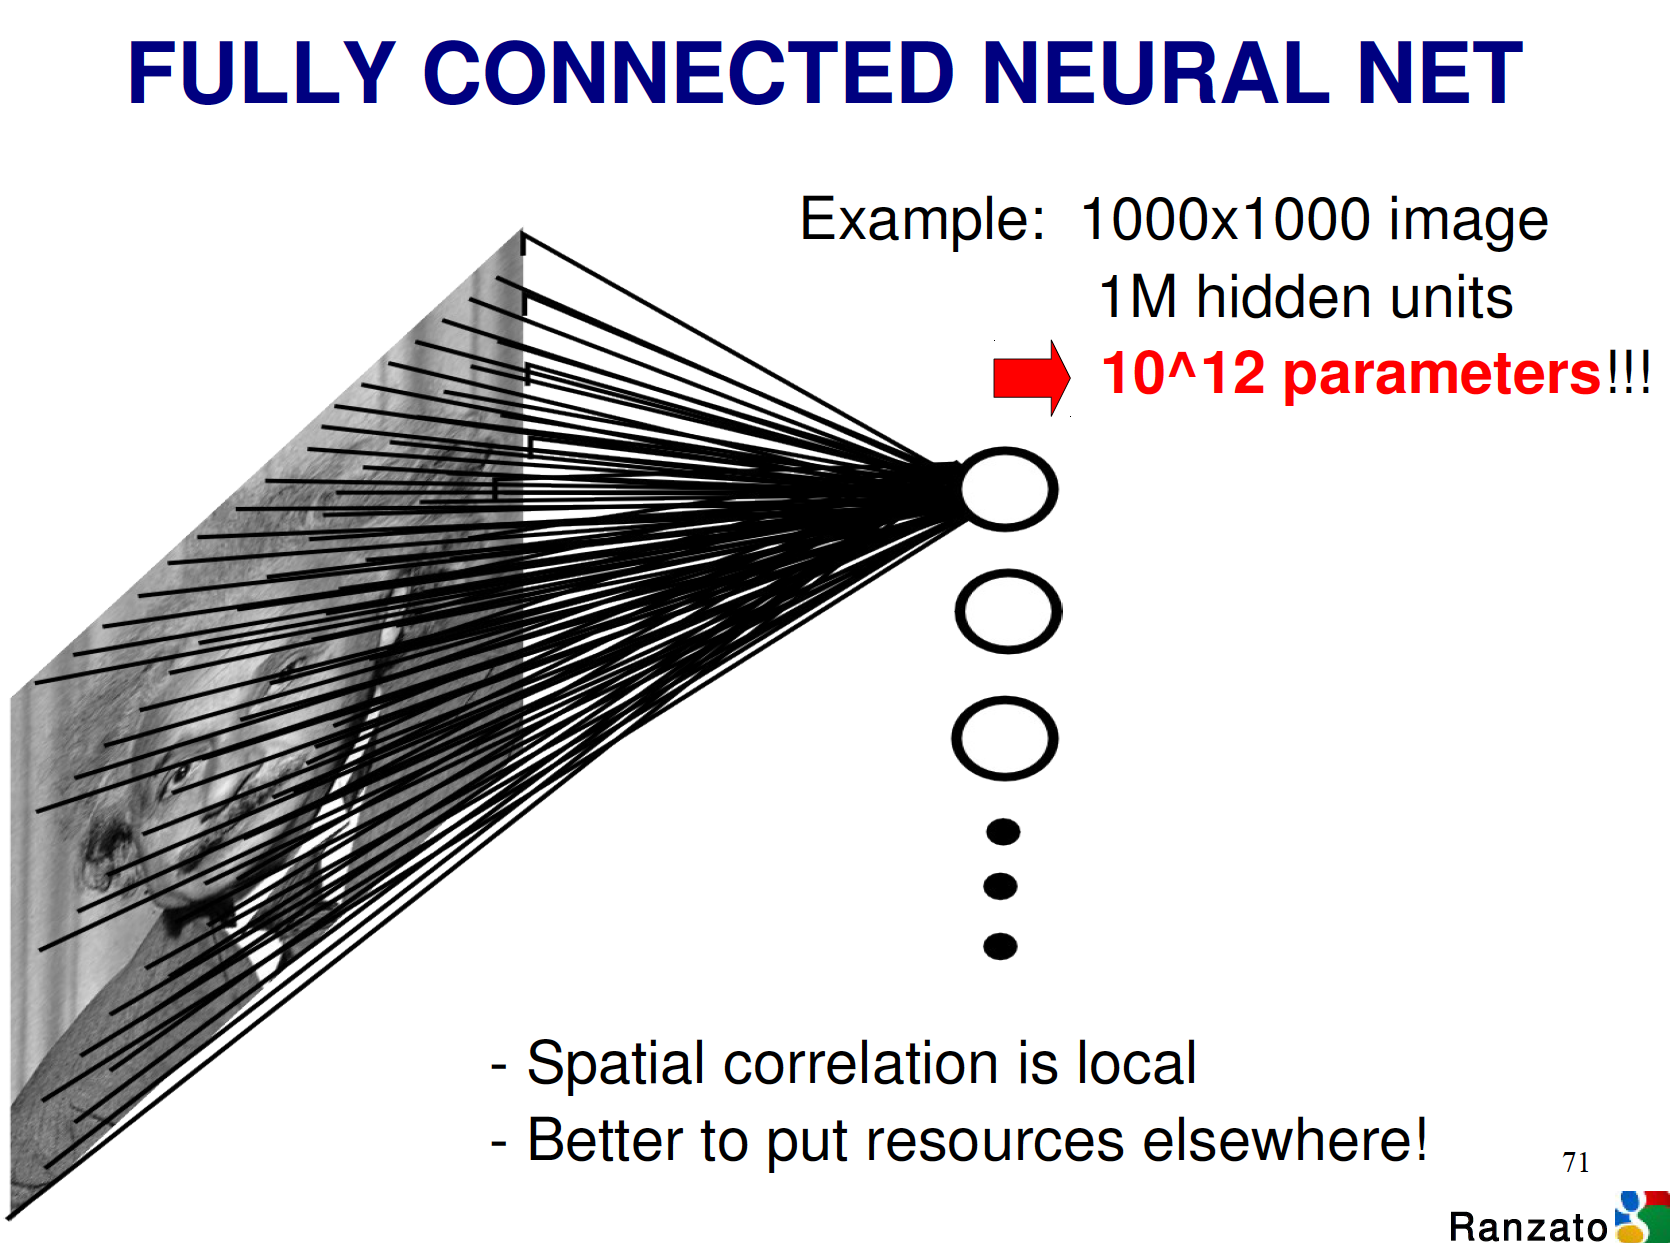 FULLY CONNECTED NEURAL NET
Example: 1000x1000 image
1M hidden units
10^12 parameters!!!
- Spatial correlation is local
- Better to put resources elsewhere!
71
Ranzato